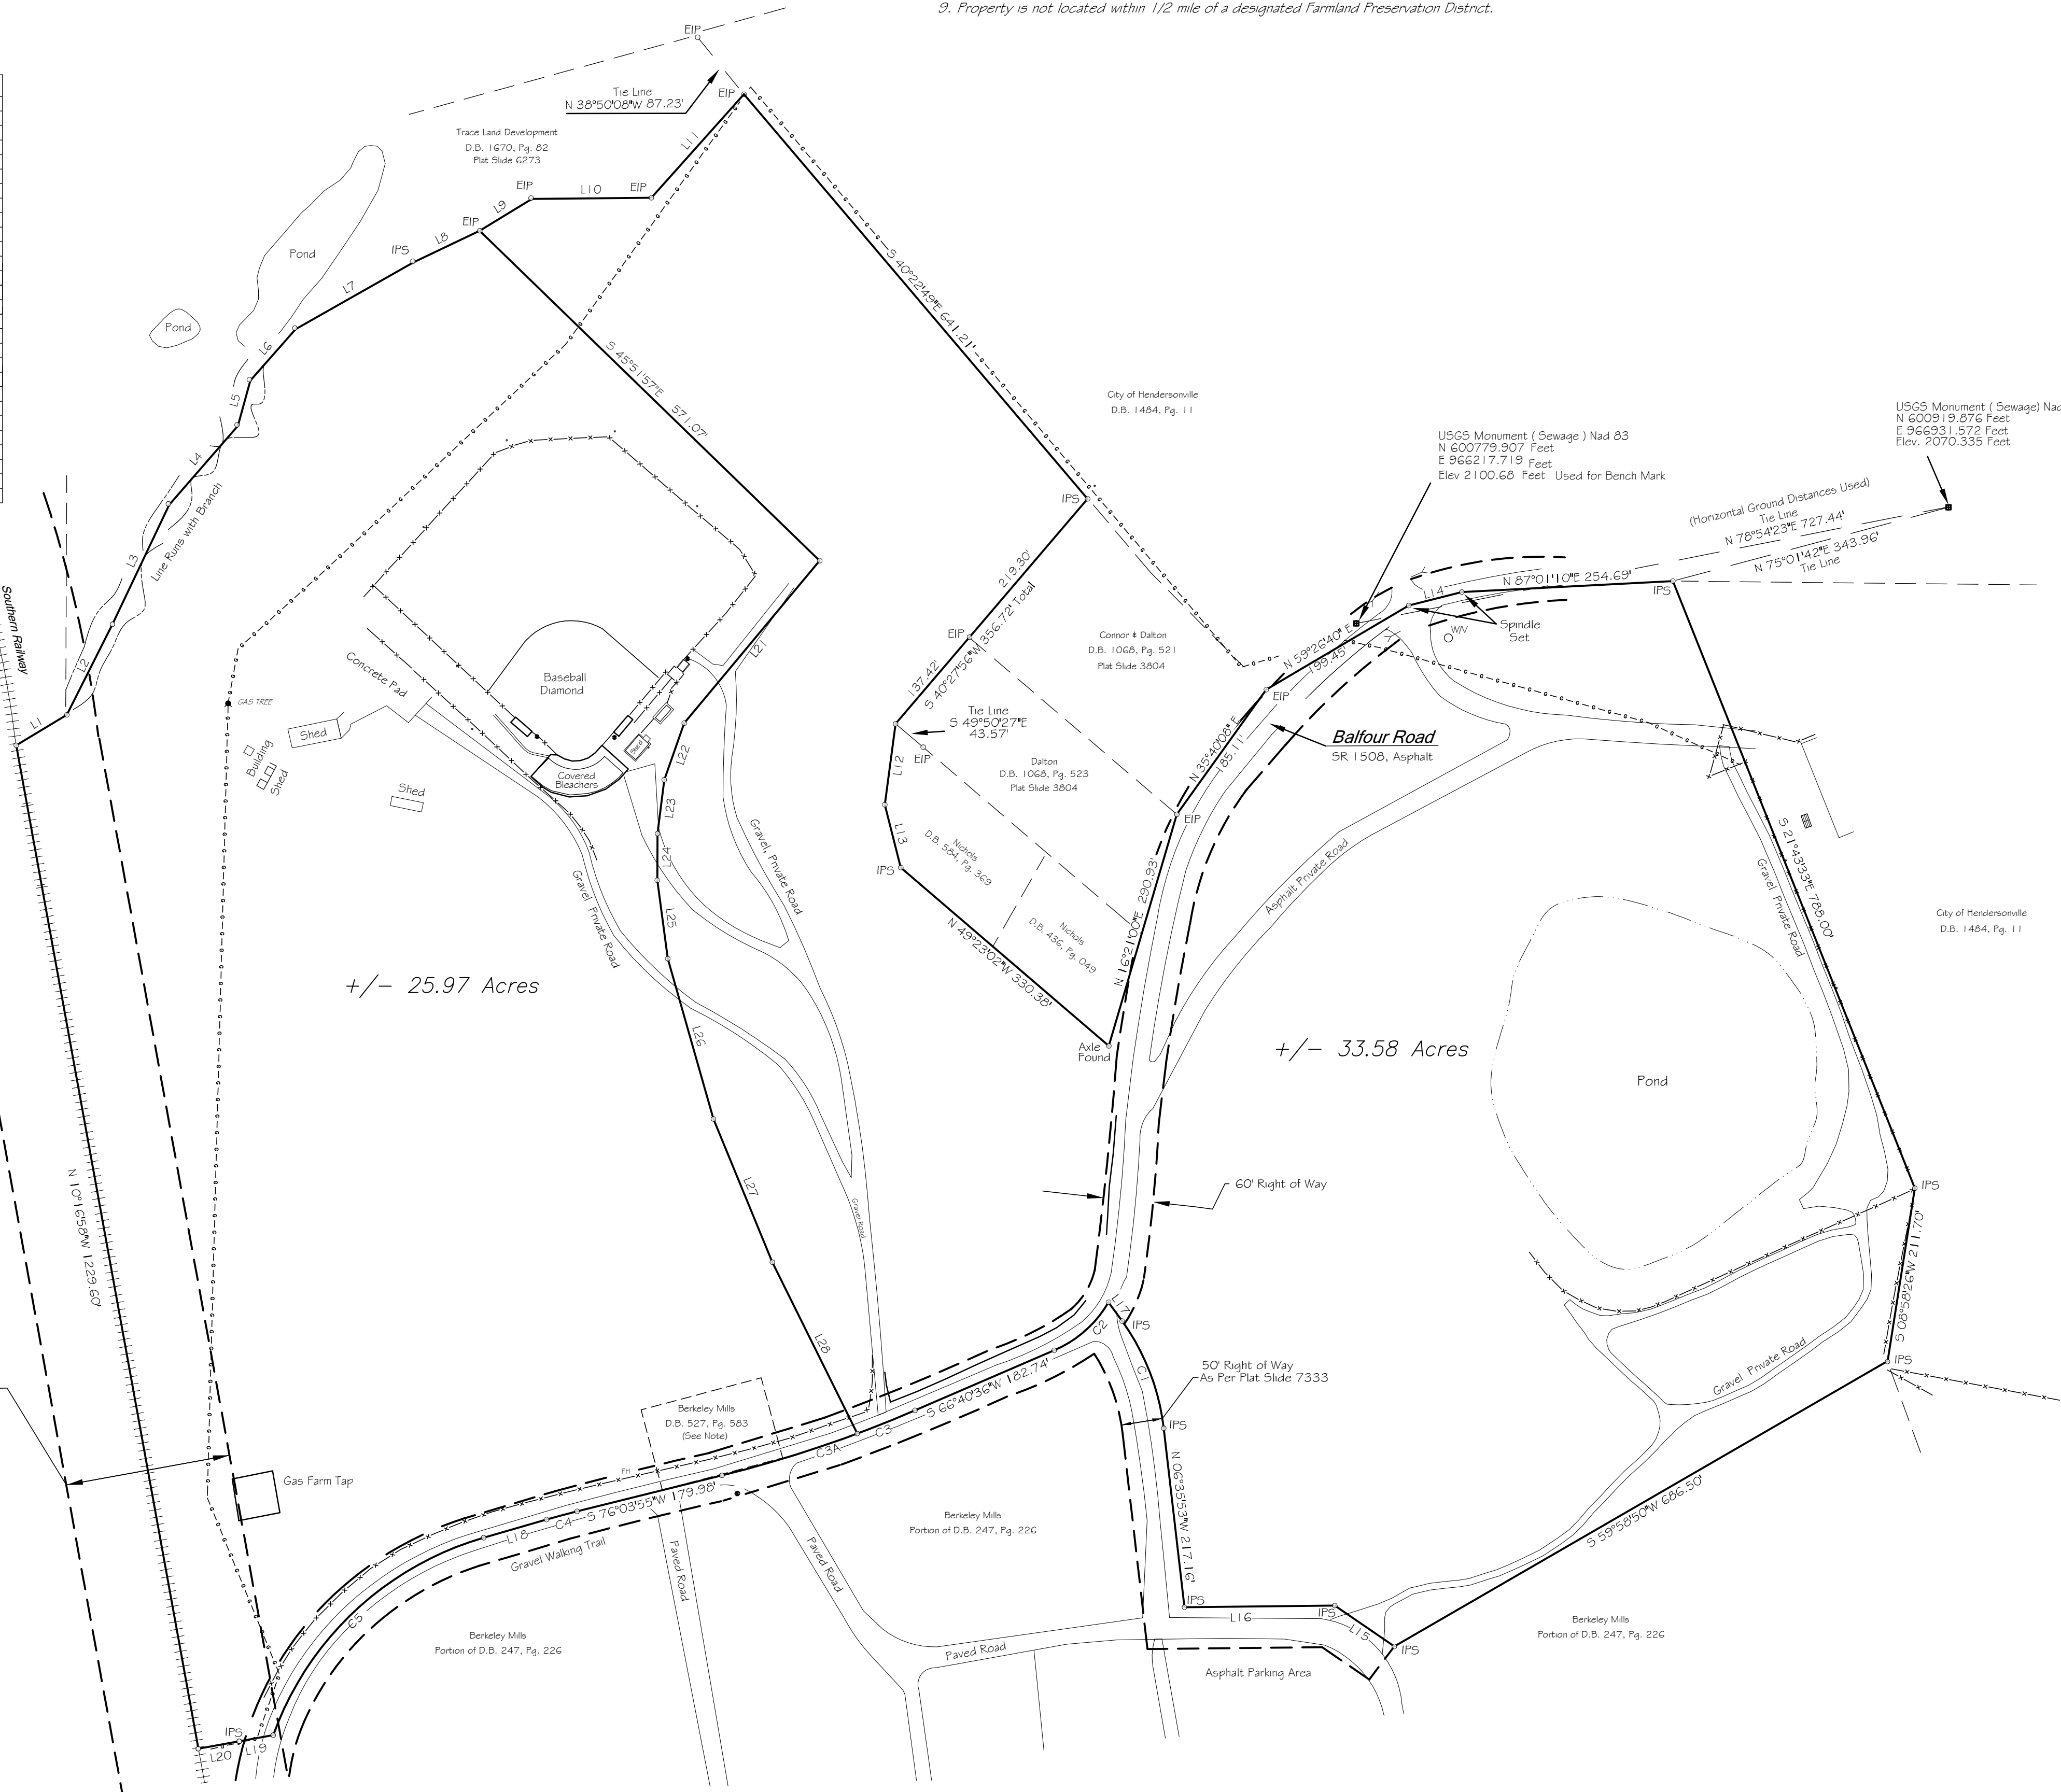 9. Property is not located within 1/2 mile of a designated Farmland Preservation District.
EIP
Tie Line
N 38°50'08"W 87.23'
EIP
Trace Land Development
D.B. 1670, Pg. 82
Plat Slide 6273
L11
EIP
L10
EIP
L9
EIP
L8
IPS
L7
Pond
Pond
L6
L5
L4
L3
Line Runs with Branch
L2
L1
Southern Railway
S 45°51'57"E 571.07'
S 40°22'49"E 641.21'
City of Hendersonville
D.B. 1484, Pg. 11
USGS Monument ( Sewage) Nad
N 600919.876 Feet
E 966931.572 Feet
Elev. 2070.335 Feet
USGS Monument ( Sewage ) Nad 83
N 600779.907 Feet
E 966217.719 Feet
Elev 2100.68 Feet Used for Bench Mark
(Horizontal Ground Distances Used)
Tie Line
N 78°54'23"E 727.44'
N 75°01'42"E 343.96'
Tie Line
IPS
N 87°01'10"E 254.69'
IPS
L14
Spindle
Set
W/V
N 59°26'40" E
199.45'
EIP
219.30'
S 40°27'56"W 356.72' Total
137.42'
EIP
Connor & Dalton
D.B. 1068, Pg. 521
Plat Slide 3804
Tie Line
S 49°50'27"E
43.57'
EIP
Dalton
D.B. 1068, Pg. 523
Plat Slide 3804
N 35°40'08" E
185.11'
EIP
Balfour Road
SR 1508, Asphalt
L12
L13
IPS
Nichols
D.B. 584, Pg. 369
Nichols
D.B. 436, Pg. 049
N 49°23'02"W 330.38'
N 16°21'00"E 290.93'
Axle
Found
Asphalt Private Road
Baseball
Diamond
Concrete Pad
Covered
Bleachers
Shed
GAS TREE
Shed
Building
Shed
Shed
L21
L22
L23
L24
L25
L26
L27
L28
Gravel Private Road
Gravel, Private Road
Gravel Road
+/- 25.97 Acres
+/- 33.58 Acres
Pond
S 21°43'33"E 788.00'
Gravel Private Road
City of Hendersonville
D.B. 1484, Pg. 11
IPS
S 08°58'26"W 211.70'
IPS
Gravel Private Road
S 59°58'50"W 686.50'
60' Right of Way
N 10°16'58"W 1229.60'
L17
IPS
C2
C1
50' Right of Way
As Per Plat Slide 7333
IPS
S 66°40'36"W 182.74'
C3
C3A
Berkeley Mills
D.B. 527, Pg. 583
(See Note)
FH
S 76°03'55"W 179.98'
C4
L18
Gravel Walking Trail
C5
Gas Farm Tap
Paved Road
Paved Road
Berkeley Mills
Portion of D.B. 247, Pg. 226
N 06°35'53"W 217.16'
IPS
L16
IPS
L15
IPS
Berkeley Mills
Portion of D.B. 247, Pg. 226
Berkeley Mills
Portion of D.B. 247, Pg. 226
Paved Road
Asphalt Parking Area
IPS
L20
L19